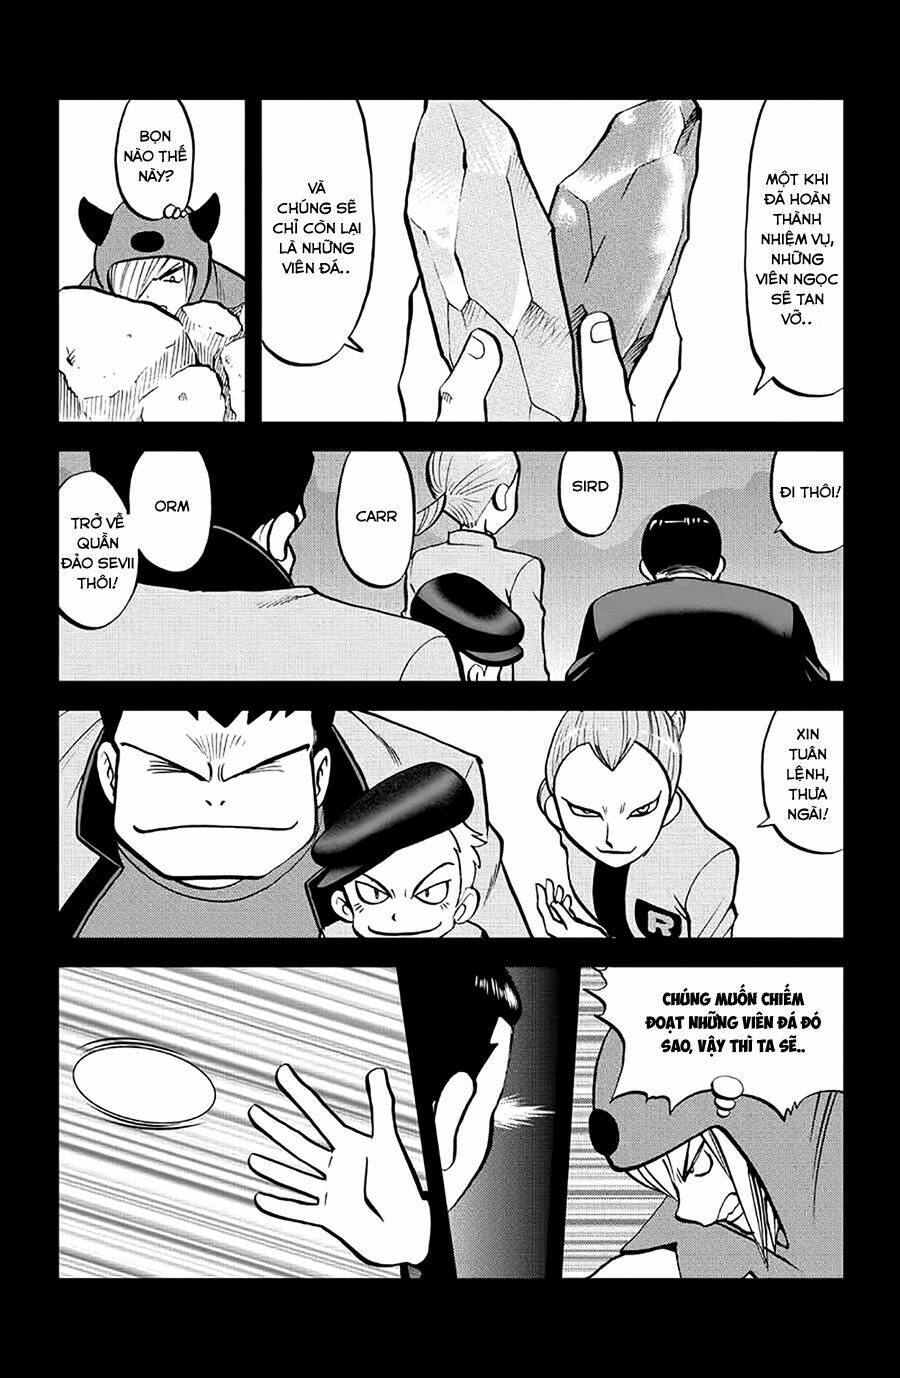 MỘT KHI
ĐÃ HOÀN
THÀNH
NHIỆM VỤ,
NHỮNG
VIÊN NGỌC
SẼ TAN
VỠ..
VÀ
CHÚNG SẼ
CHỈ CÒN LẠI
LÀ NHỮNG
VIÊN ĐÁ..
BỌN
NÀO THẾ
NÀY?
ĐI THÔI!
SIRD
CARR
ORM
TRỞ VỀ
QUẪN
ĐẢO SEVII
THÔI!
XIN
TUÂN
LỆNH,
THƯA
NGÀI!
R
CHÚNG MUỐN CHIẾM
ĐOẠT NHỮNG VIÊN ĐÁ ĐÓ
SAO, VẬY THÌ TA SẼ..